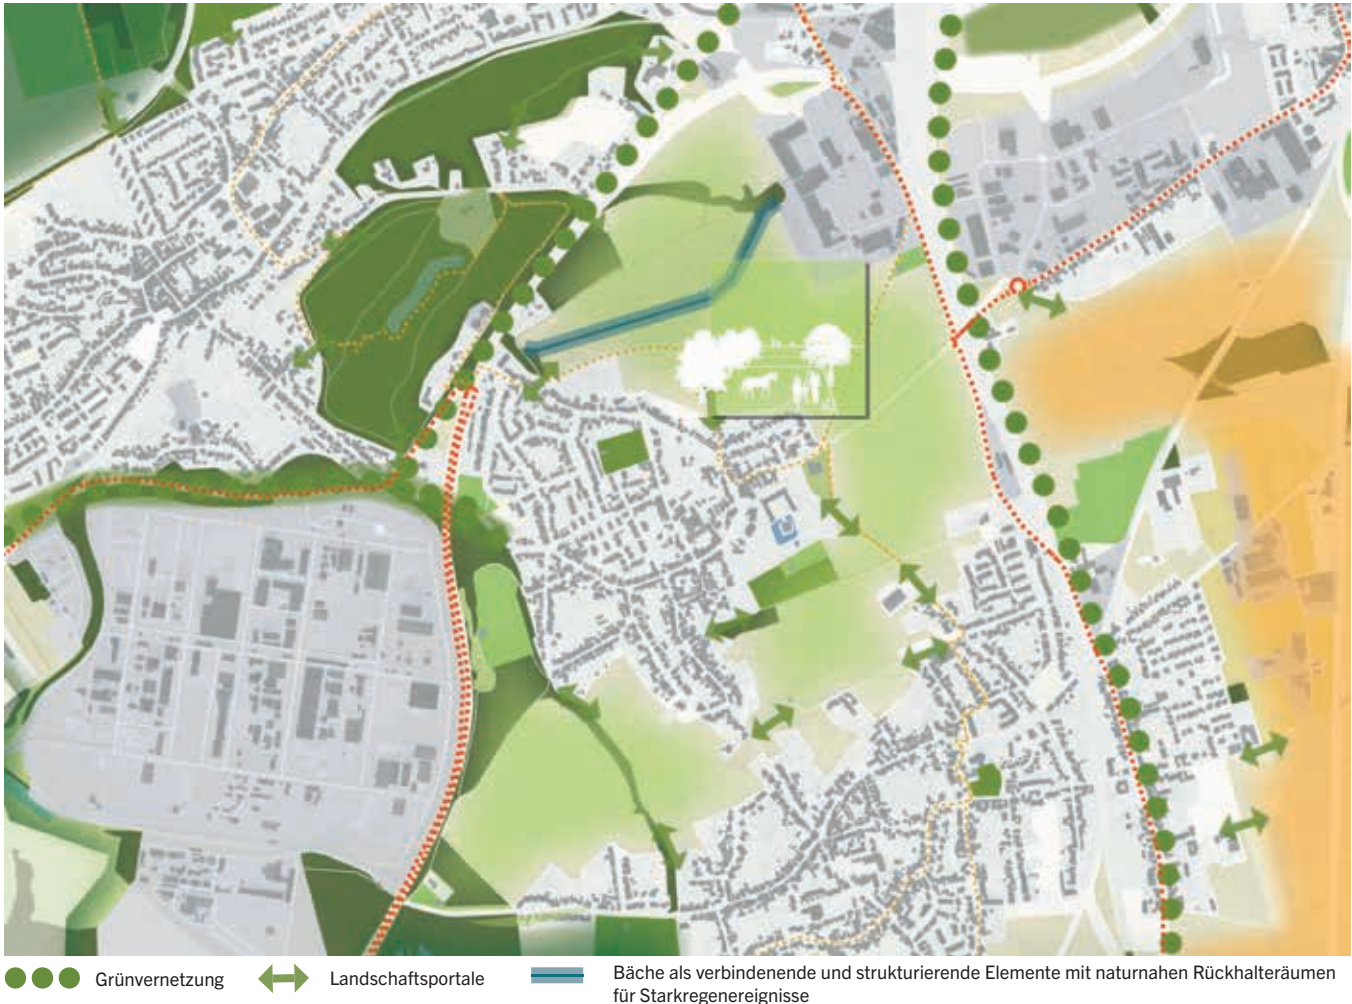 Grünvernetzung
Landschaftsportale
Bäche als verbindenende und strukturierende Elemente mit naturnahen Rückhalteräumen
für Starkregenereignisse